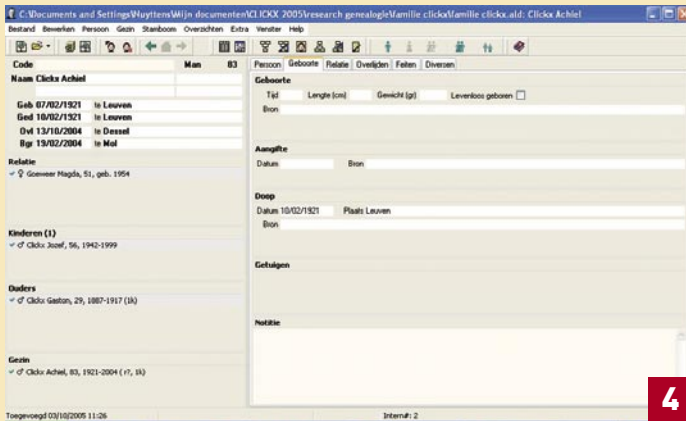 C:\Documents and Settings\Nuyttens\Mijn documenten\CLICKX 2005\research genealogie\familie clickx\familie clickx.ald: Clickx Achiel
Bestand Bewerken Persoon Gezin Stamboom Overzichten Extra Venster Help
Code Man 83
Naam Clickx Achiel
Geb 07/02/1921 te Leuven
Ged 10/02/1921 te Leuven
Ovl 13/10/2004 te Dessel
Bgr 19/02/2004 te Mol
Relatie
Goeweer Magda, 51, geb. 1954
Kinderen (1)
Clickx Jozef, 56, 1942-1999
Ouders
Clickx Gaston, 29, 1887-1917 (1k)
Gezin
Clickx Achiel, 83, 1921-2004 ( r7, 1k)
Persoon Geboorte Relatie Overlijden Feiten Diversen
Geboorte
Tijd Lengte (cm) Gewicht (gr) Levenloos geboren
Bron
Aangifte
Datum Bron
Doop
Datum 10/02/1921 Plaats Leuven
Bron
Getuigen
Notitie
Toegevoegd 03/10/2005 11:26 Intern#: 2
4